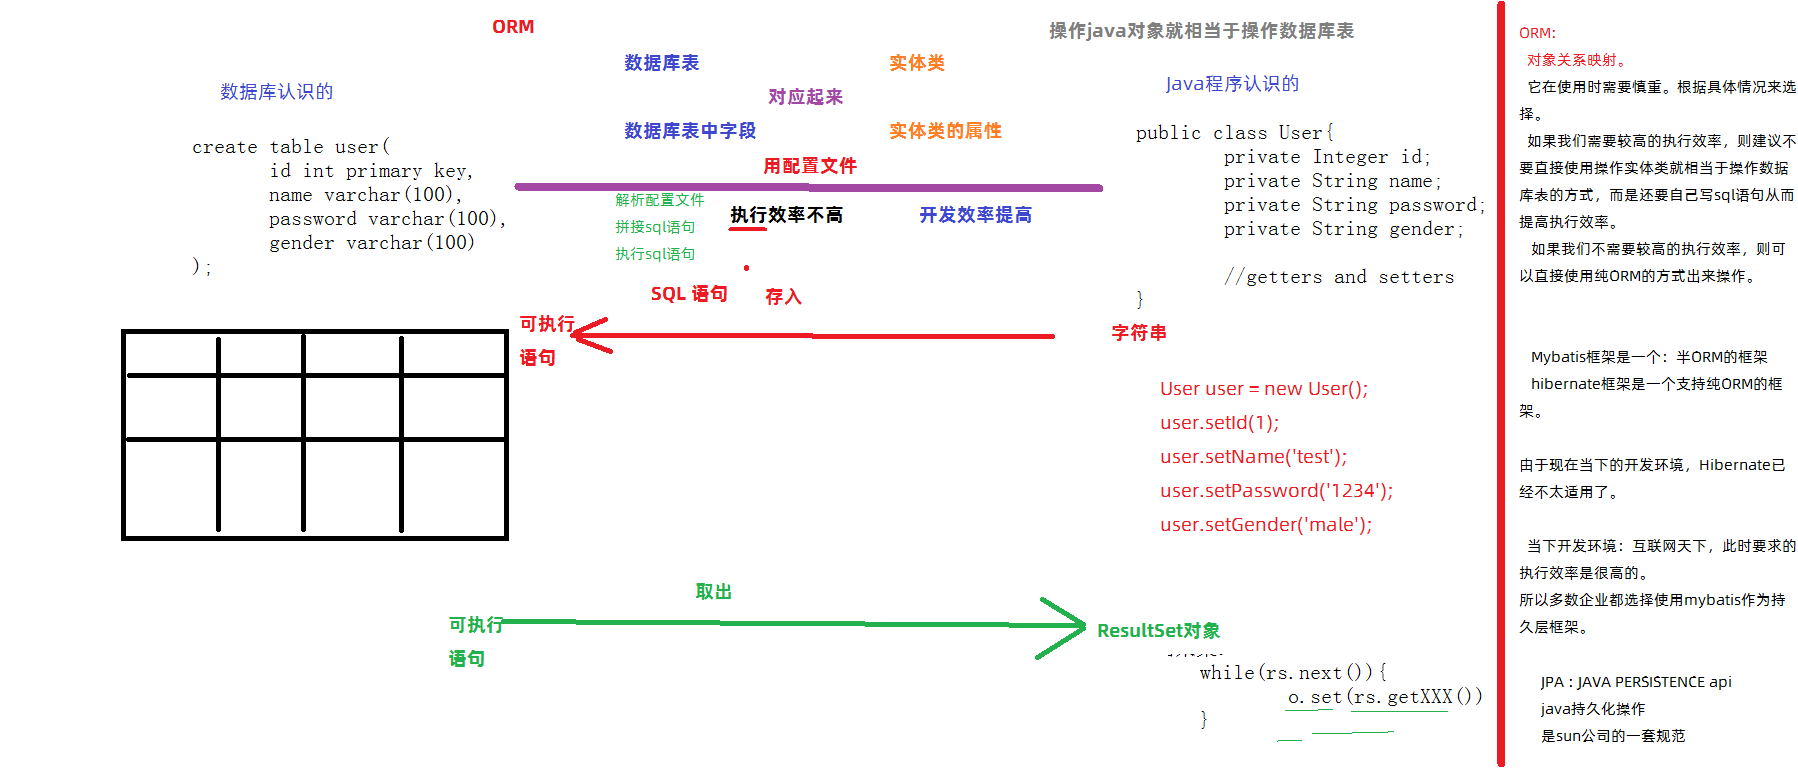 ORM
操作java对象就相当于操作数据库表
数据库表
实体类
数据库认识的
对应起来
Java程序认识的
数据库表中字段
实体类的属性
create table user(
id int primary key,
name varchar(100),
password varchar(100),
gender varchar(100)
);
用配置文件
解析配置文件
拼接sql语句
执行sql语句
执行效率不高
开发效率提高
public class User{
private Integer id;
private String name;
private String password;
private String gender;
//getters and setters
}
SQL 语句
存入
可执行
语句
字符串
User user = new User();
user.setId(1);
user.setName('test');
user.setPassword('1234');
user.setGender('male');
取出
可执行
语句
ResultSet对象
while(rs.next()){
o.set(rs.getXXX())
}
ORM:
对象关系映射。
它在使用时需要慎重。根据具体情况来选
择。
如果我们需要较高的执行效率，则建议不
要直接使用操作实体类就相当于操作数据
库表的方式，而是还要自己写sql语句从而
提高执行效率。
如果我们不需要较高的执行效率，则可
以直接使用纯ORM的方式出来操作。
Mybatis框架是一个：半ORM的框架
hibernate框架是一个支持纯ORM的框
架。
由于现在当下的开发环境，Hibernate已
经不太适用了。
当下开发环境：互联网天下，此时要求的
执行效率是很高的。
所以多数企业都选择使用mybatis作为持
久层框架。
JPA : JAVA PERSISTENCE api
java持久化操作
是sun公司的一套规范